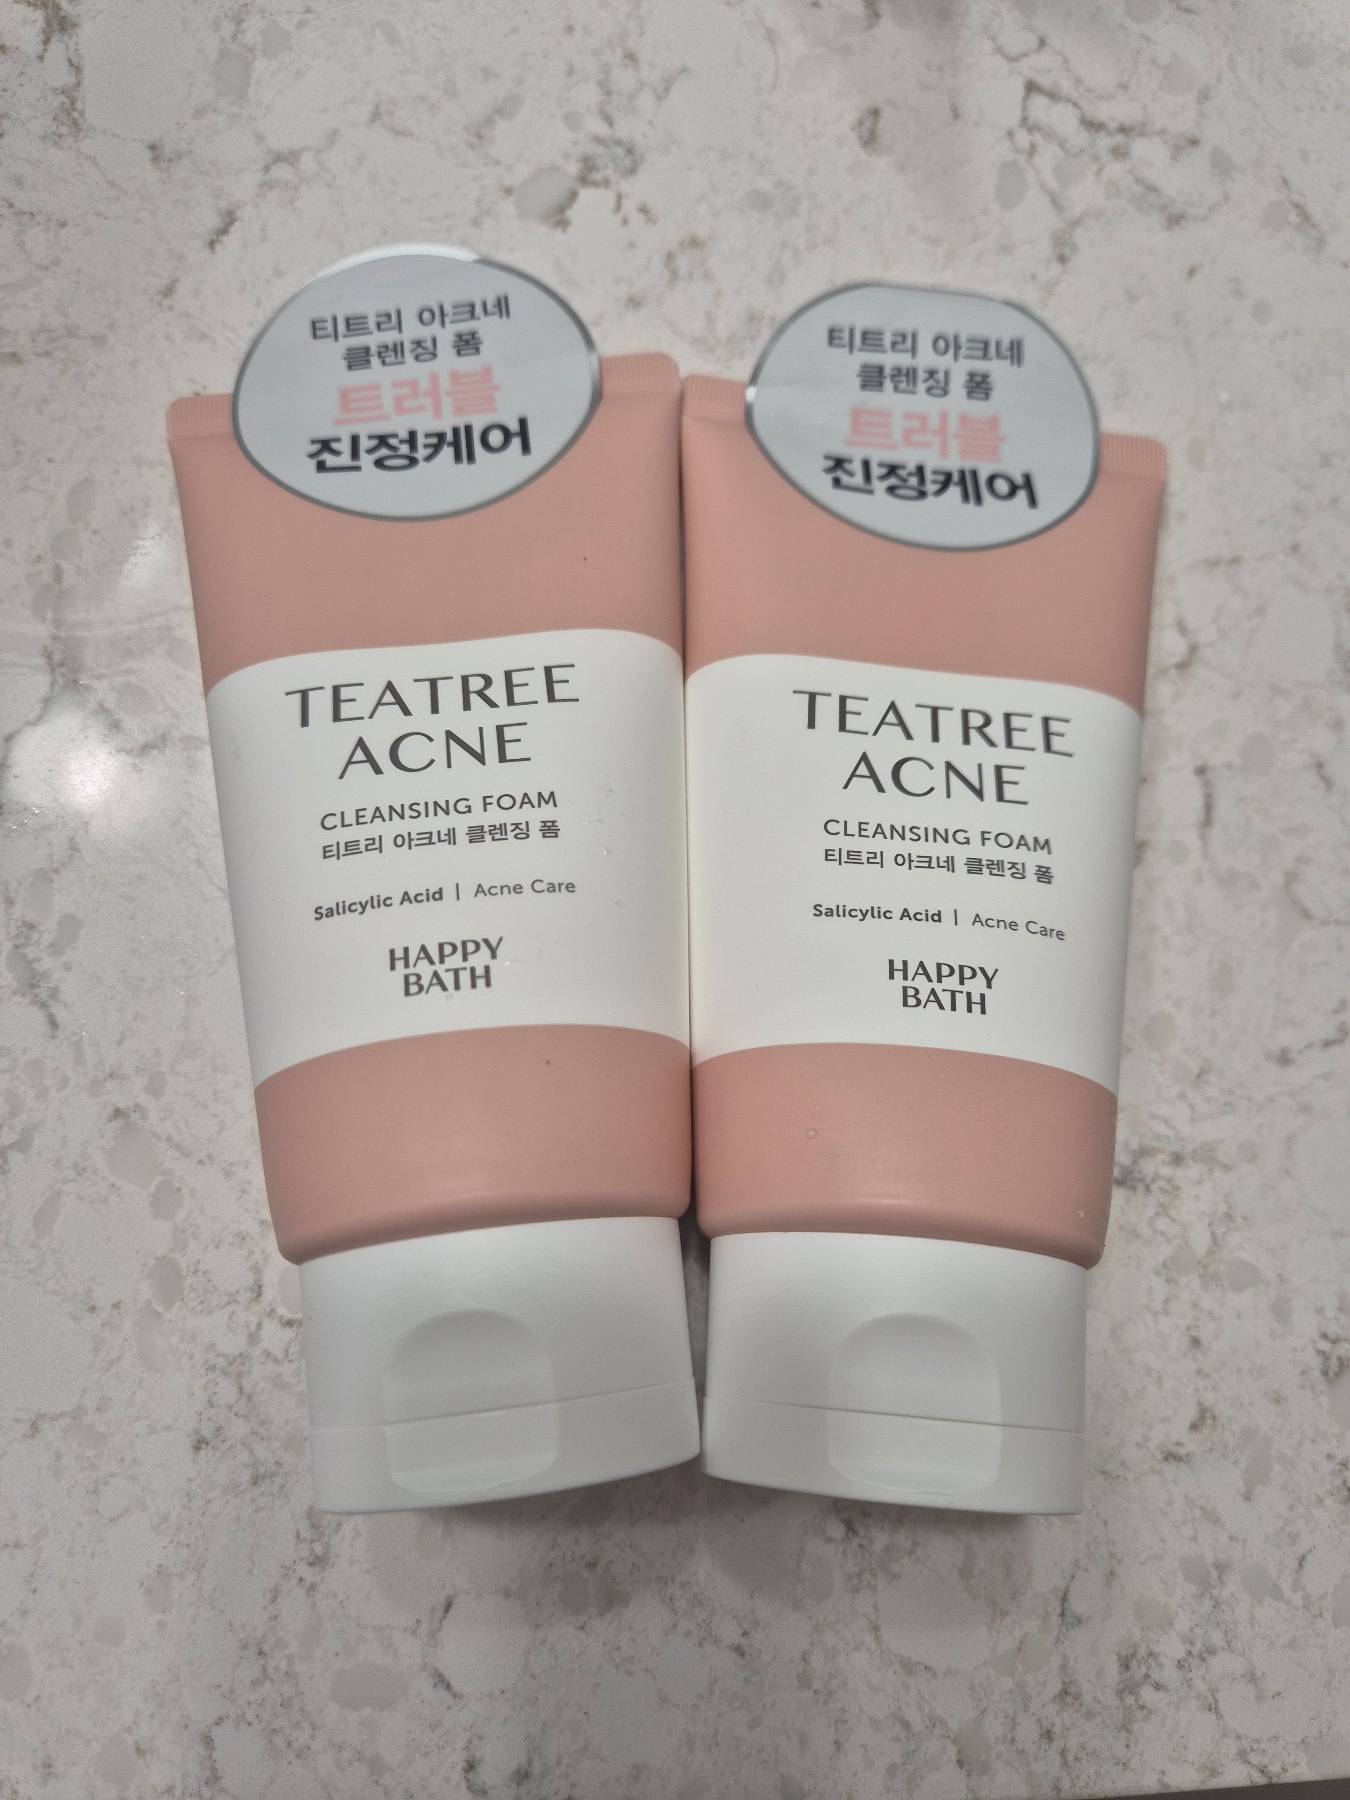 티트리 아크네
클렌징 폼
트러블
진정케어
TEATREE
ACNE
CLEANSING FOAM
티트리 아크네 클렌징 폼
Salicylic Acid | Acne Care
HAPPY
BATH
티트리 아크네
클렌징 폼
트러블
진정케어
TEATREE
ACNE
CLEANSING FOAM
티트리 아크네 클렌징 폼
Salicylic Acid | Acne Care
HAPPY
BATH